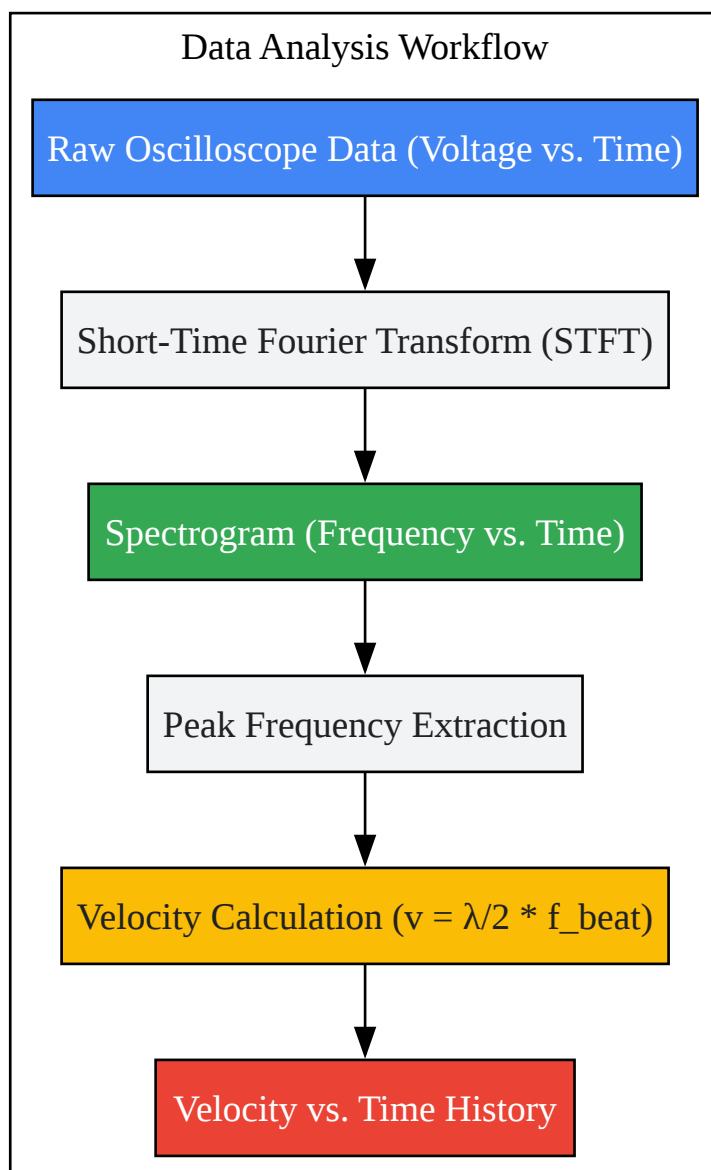 Data Analysis Workflow
Raw Oscilloscope Data (Voltage vs. Time)
Short-Time Fourier Transform (STFT)
Spectrogram (Frequency vs. Time)
Peak Frequency Extraction
Velocity Calculation (v = λ/2 * f_beat)
Velocity vs. Time History